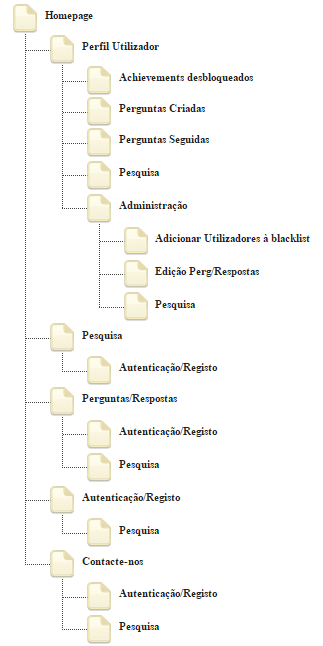 Homepage
Perfil Utilizador
Achievements desbloqueados
Perguntas Criadas
Perguntas Seguidas
Pesquisa
Administração
Adicionar Utilizadores à blacklist
Edição Perg/Respostas
Pesquisa
Pesquisa
Autenticação/Registo
Perguntas/Respostas
Autenticação/Registo
Pesquisa
Autenticação/Registo
Pesquisa
Contacte-nos
Autenticação/Registo
Pesquisa